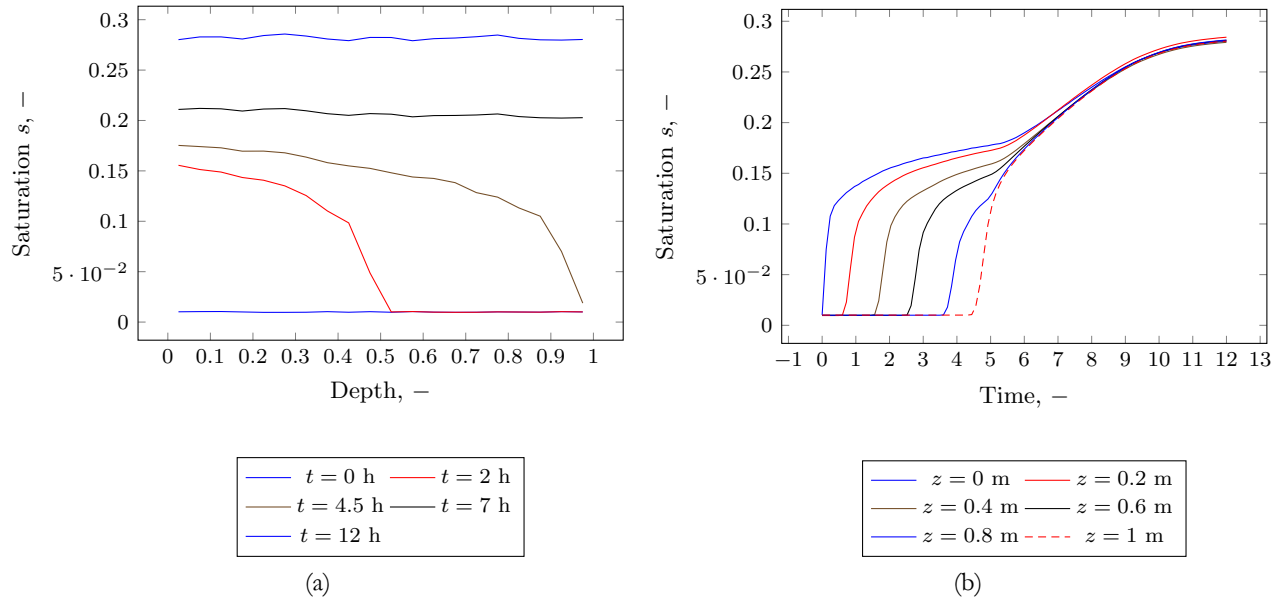 0.3
0.25
0.2
0.15
0.1
5 · 10⁻²
0
Saturation s, −
0 0.1 0.2 0.3 0.4 0.5 0.6 0.7 0.8 0.9 1
Depth, −
t = 0 h t = 2 h
t = 4.5 h t = 7 h
t = 12 h
(a)
0.3
0.25
0.2
0.15
0.1
5 · 10⁻²
0
Saturation s, −
−1 0 1 2 3 4 5 6 7 8 9 10 11 12 13
Time, −
z = 0 m z = 0.2 m
z = 0.4 m z = 0.6 m
z = 0.8 m z = 1 m
(b)